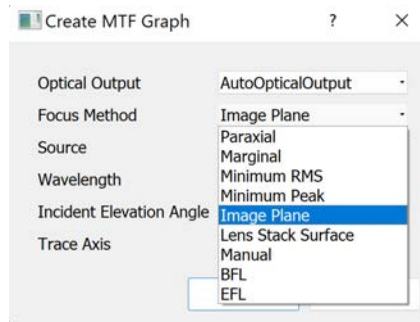 Create MTF Graph ? ×
Optical Output AutoOpticalOutput
Focus Method Image Plane
Paraxial
Marginal
Source
Minimum RMS
Wavelength
Minimum Peak
Image Plane
Incident Elevation Angle
Lens Stack Surface
Trace Axis
Manual
BFL
EFL